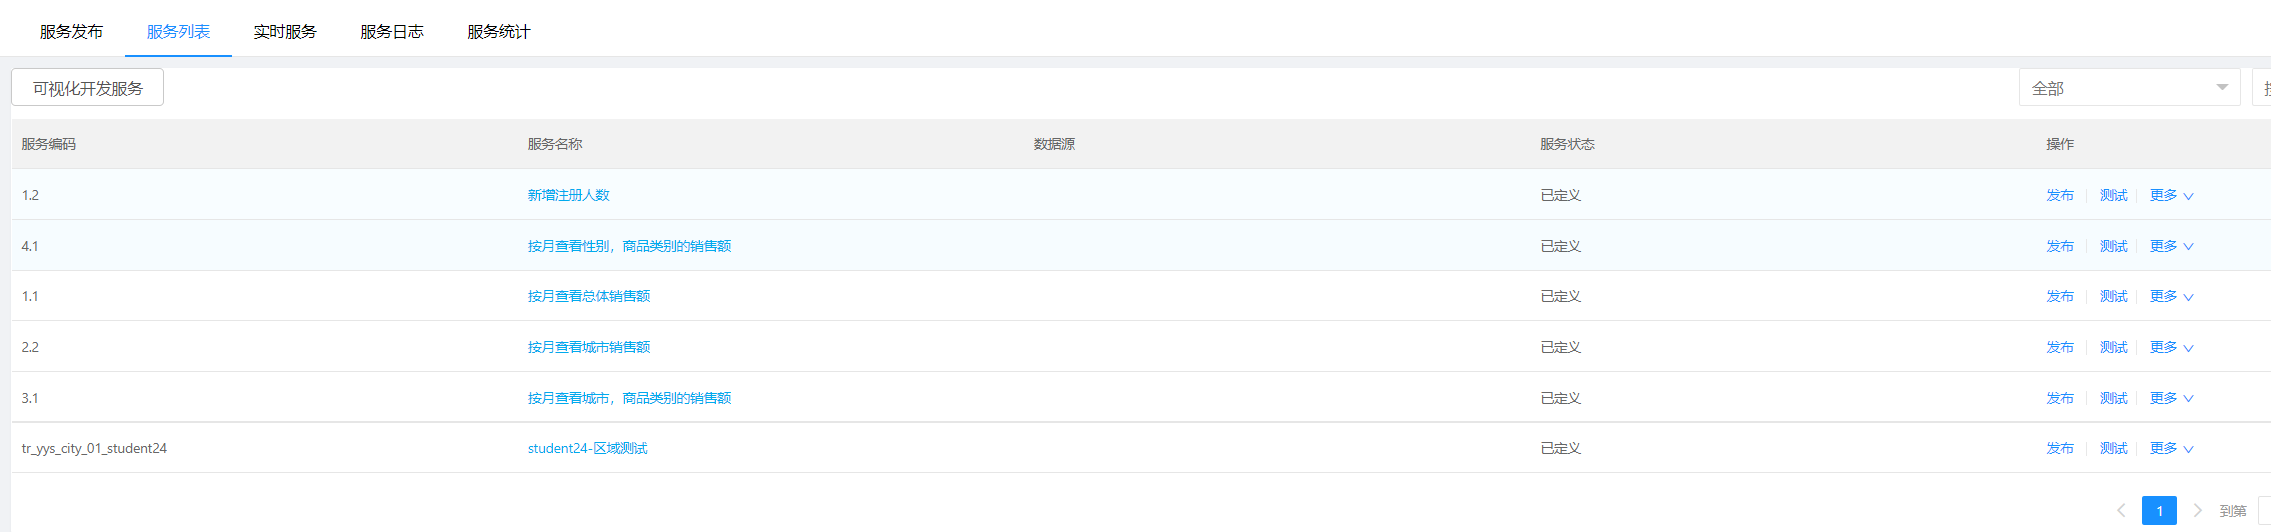 服务发布 服务列表 实时服务 服务日志 服务统计
可视化开发服务 全部
服务编码 服务名称 数据源 服务状态 操作
1.2 新增注册人数 已定义 发布 测试 更多
4.1 按月查看性别，商品类别的销售额 已定义 发布 测试 更多
1.1 按月查看总体销售额 已定义 发布 测试 更多
2.2 按月查看城市销售额 已定义 发布 测试 更多
3.1 按月查看城市，商品类别的销售额 已定义 发布 测试 更多
tr_yys_city_01_student24 student24-区域测试 已定义 发布 测试 更多
1 到第